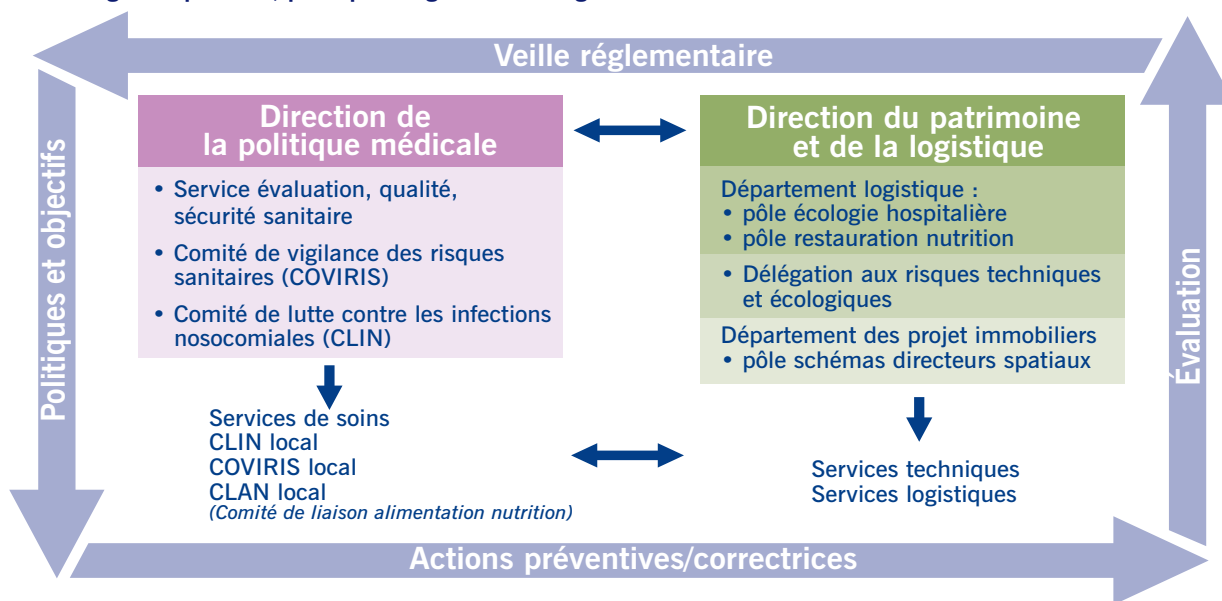 Veille réglementaire
Politiques et objectifs
Direction de
la politique médicale
• Service évaluation, qualité,
sécurité sanitaire
• Comité de vigilance des risques
sanitaires (COVIRIS)
• Comité de lutte contre les infections
nosocomiales (CLIN)
Services de soins
CLIN local
COVIRIS local
CLAN local
(Comité de liaison alimentation nutrition)
Direction du patrimoine
et de la logistique
Département logistique :
• pôle écologie hospitalière
• pôle restauration nutrition
• Délégation aux risques techniques
et écologiques
Département des projet immobiliers
• pôle schémas directeurs spatiaux
Services techniques
Services logistiques
Évaluation
Actions préventives/correctrices